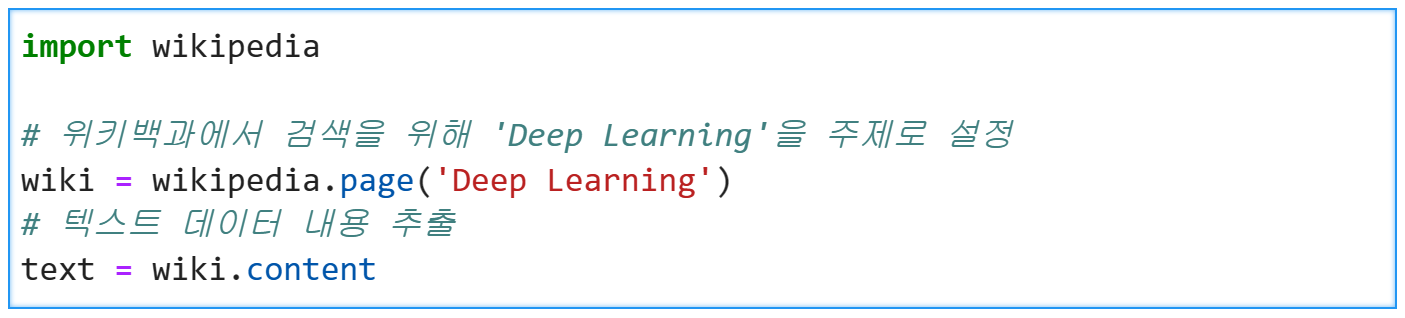 import wikipedia
# 위키백과에서 검색을 위해 'Deep Learning'을 주제로 설정
wiki = wikipedia.page('Deep Learning')
# 텍스트 데이터 내용 추출
text = wiki.content